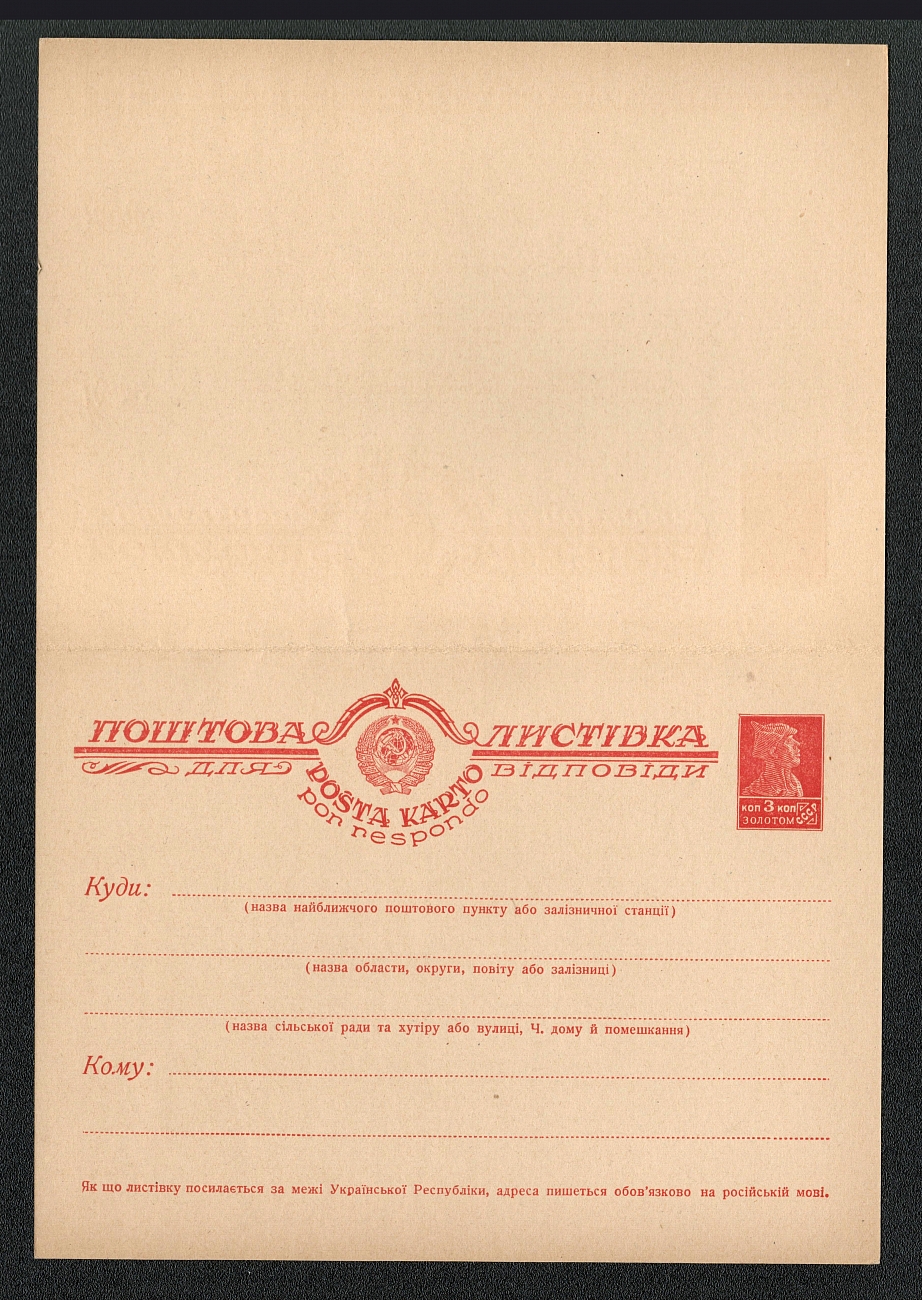 ПОШТОВА ЛИСТІВКА
ДЛЯ ВІДПОВІДИ
POŜTA KARTO
por respondo
КОП 3 КОП
ЗОЛОТОМ
СССР
Куди:
(назва найближчого поштового пункту або залізничної станції)
(назва области, округи, повіту або залізниці)
(назва сільської ради та хутіру або вулиці, Ч. дому й помешкання)
Кому:
Як що листівку посилається за межі Української Республіки, адреса пишеться обов'язково на російській мові.